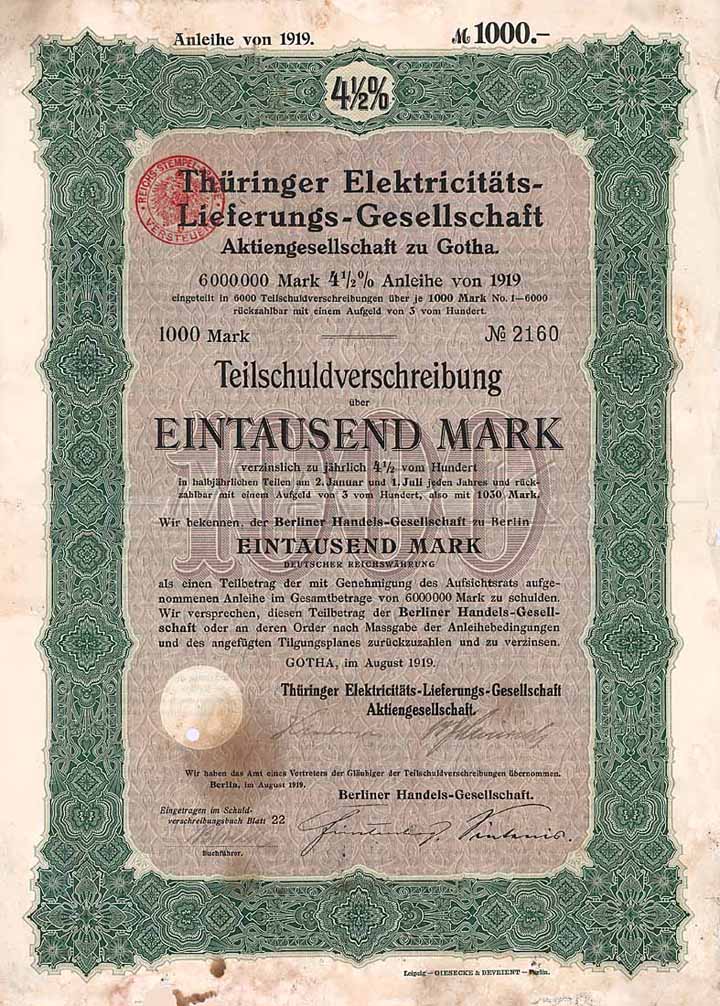 Anleihe von 1919.
ℳ 1000.-
4½%
REICHS-STEMPEL-
VERSTEUERT
Thüringer Elektricitäts-
Lieferungs-Gesellschaft
Aktiengesellschaft zu Gotha.
6000000 Mark 4½% Anleihe von 1919
eingeteilt in 6000 Teilschuldverschreibungen über je 1000 Mark No. 1—6000
rückzahlbar mit einem Aufgeld von 3 vom Hundert.
1000 Mark
№ 2160
Teilschuldverschreibung
über
1000
EINTAUSEND MARK
verzinslich zu jährlich 4½ vom Hundert
in halbjährlichen Teilen am 2. Januar und 1. Juli jeden Jahres und rück-
zahlbar mit einem Aufgeld von 3 vom Hundert, also mit 1030 Mark.
Wir bekennen, der Berliner Handels-Gesellschaft zu Berlin
EINTAUSEND MARK
DEUTSCHER REICHSWÄHRUNG
als einen Teilbetrag der mit Genehmigung des Aufsichtsrats aufge-
nommenen Anleihe im Gesamtbetrage von 6000000 Mark zu schulden.
Wir versprechen, diesen Teilbetrag der Berliner Handels-Gesell-
schaft oder an deren Order nach Massgabe der Anleihebedingungen
und des angefügten Tilgungsplanes zurückzuzahlen und zu verzinsen.
GOTHA, im August 1919.
Thüringer Elektricitäts-Lieferungs-Gesellschaft
Aktiengesellschaft.
Wir haben das Amt eines Vertreters der Gläubiger der Teilschuldverschreibungen übernommen.
Berlin, im August 1919.
Berliner Handels-Gesellschaft.
Eingetragen im Schuld-
verschreibungsbuch Blatt 22
Buchführer.
Leipzig — GIESECKE & DEVRIENT — Berlin.